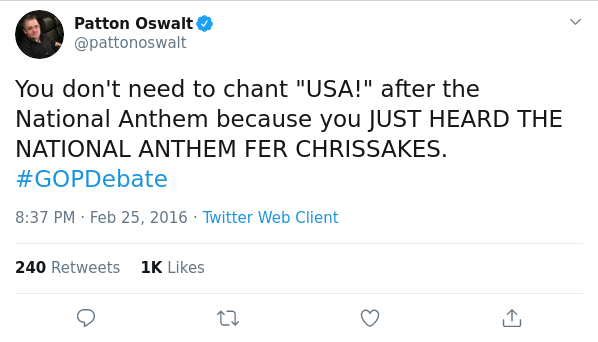 Patton Oswalt
@pattonoswalt
You don't need to chant "USA!" after the
National Anthem because you JUST HEARD THE
NATIONAL ANTHEM FER CHRISSAKES.
#GOPDebate
8:37 PM · Feb 25, 2016 · Twitter Web Client
240 Retweets 1K Likes